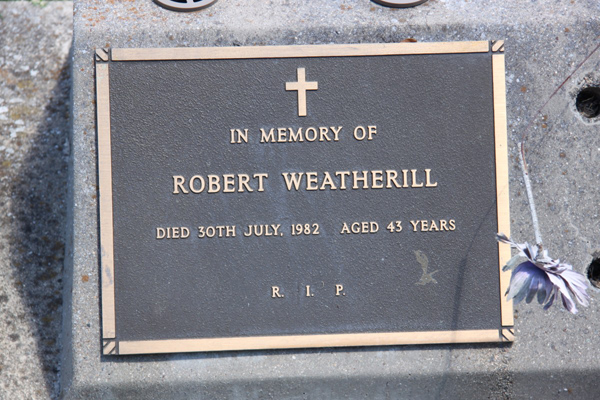 IN MEMORY OF
ROBERT WEATHERILL
DIED 30TH JULY, 1982 AGED 43 YEARS
R. I. P.